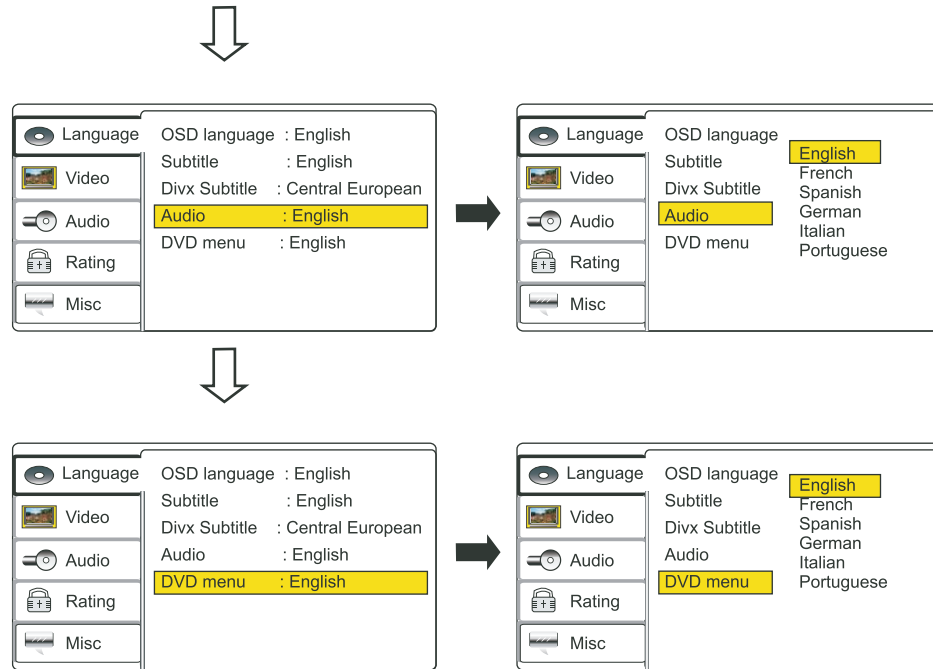 Language
Video
Audio
Rating
Misc
OSD language : English
Subtitle : English
Divx Subtitle : Central European
Audio : English
DVD menu : English
Language
Video
Audio
Rating
Misc
OSD language
Subtitle
Divx Subtitle
Audio
DVD menu
English
French
Spanish
German
Italian
Portuguese
Language
Video
Audio
Rating
Misc
OSD language : English
Subtitle : English
Divx Subtitle : Central European
Audio : English
DVD menu : English
Language
Video
Audio
Rating
Misc
OSD language
Subtitle
Divx Subtitle
Audio
DVD menu
English
French
Spanish
German
Italian
Portuguese